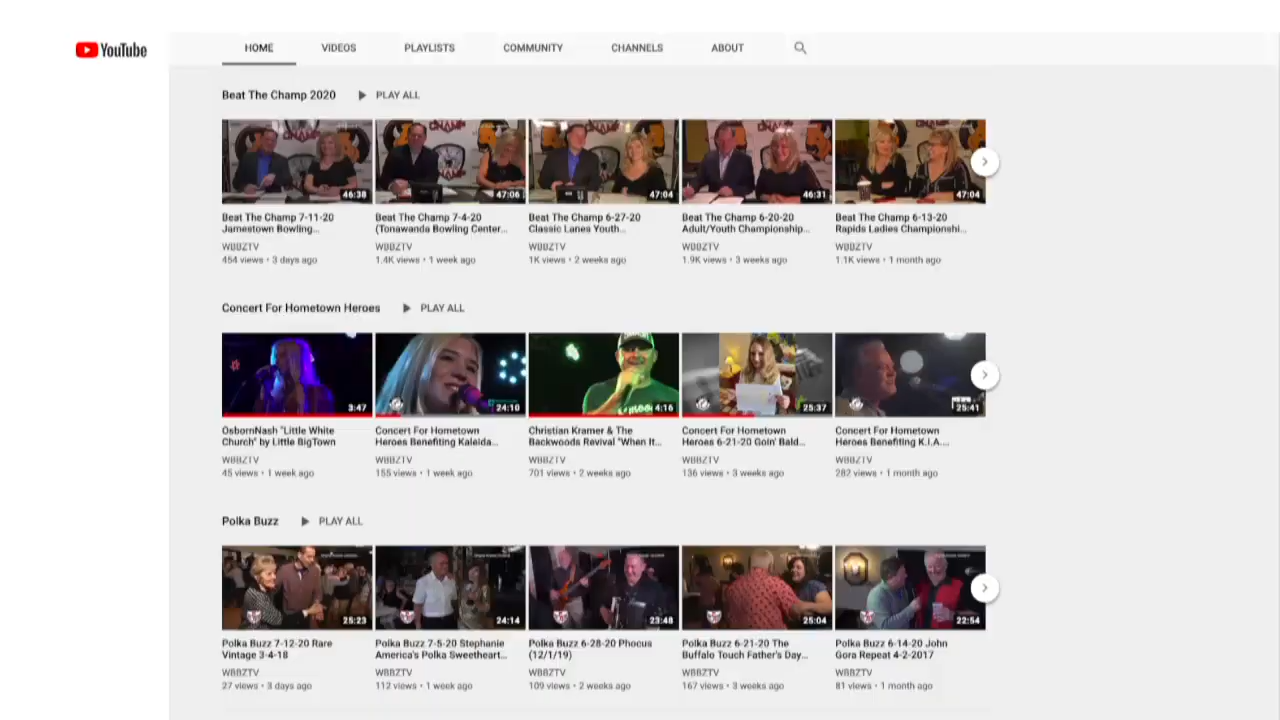 YouTube
HOME VIDEOS PLAYLISTS COMMUNITY CHANNELS ABOUT
Beat The Champ 2020 PLAY ALL
46:38 47:06 47:04 46:31 47:04
Beat The Champ 7-11-20 Beat The Champ 7-4-20 Beat The Champ 6-27-20 Beat The Champ 6-20-20 Beat The Champ 6-13-20
Jamestown Bowling... (Tonawanda Bowling Center... Classic Lanes Youth... Adult/Youth Championship... Rapids Ladies Championshi...
WBBZTV WBBZTV WBBZTV WBBZTV WBBZTV
454 views • 3 days ago 1.4K views • 1 week ago 1K views • 2 weeks ago 1.9K views • 3 weeks ago 1.1K views • 1 month ago
Concert For Hometown Heroes PLAY ALL
3:47 24:10 4:16 25:37 25:41
OsbornNash "Little White Concert For Hometown Christian Kramer & The Concert For Hometown Concert For Hometown
Church" by Little BigTown Heroes Benefiting Kaleida... Backwoods Revival "When It... Heroes 6-21-20 Goin' Bald... Heroes Benefiting K.I.A....
WBBZTV WBBZTV WBBZTV WBBZTV WBBZTV
45 views • 1 week ago 155 views • 1 week ago 701 views • 2 weeks ago 136 views • 3 weeks ago 282 views • 1 month ago
Polka Buzz PLAY ALL
25:23 24:14 23:48 25:04 22:54
Polka Buzz 7-12-20 Rare Polka Buzz 7-5-20 Stephanie Polka Buzz 6-28-20 Phocus Polka Buzz 6-21-20 The Polka Buzz 6-14-20 John
Vintage 3-4-18 America's Polka Sweetheart... (12/1/19) Buffalo Touch Father's Day... Gora Repeat 4-2-2017
WBBZTV WBBZTV WBBZTV WBBZTV WBBZTV
27 views • 3 days ago 112 views • 1 week ago 109 views • 2 weeks ago 167 views • 3 weeks ago 81 views • 1 month ago